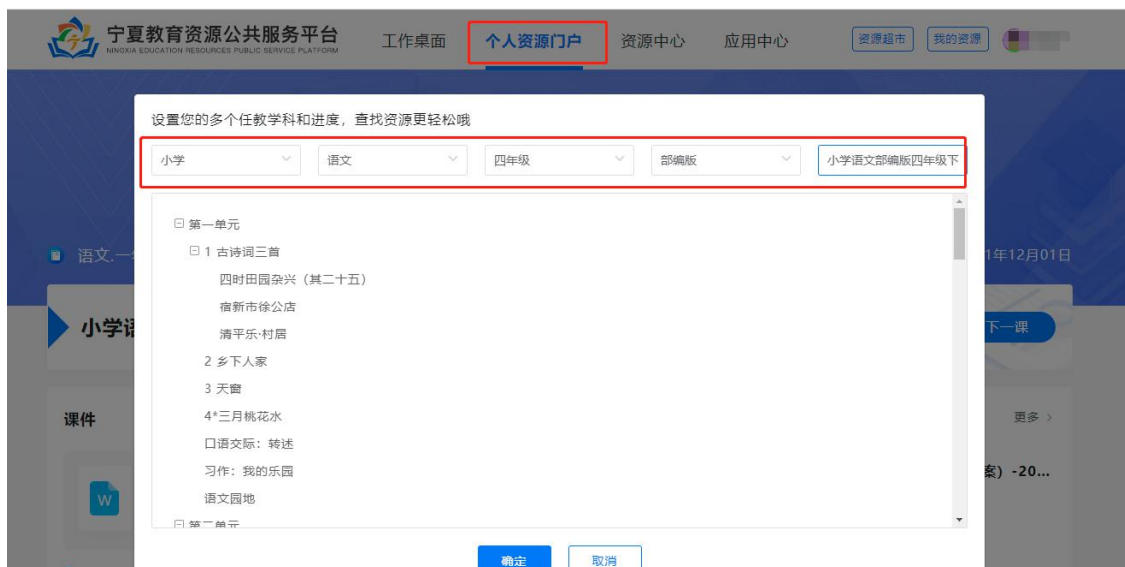 宁夏教育资源公共服务平台
NINGXIA EDUCATION RESOURCES PUBLIC SERVICE PLATFORM
工作桌面 个人资源门户 资源中心 应用中心 资源超市 我的资源
设置您的多个任教学科和进度，查找资源更轻松哦
小学 语文 四年级 部编版 小学语文部编版四年级下
第一单元
1 古诗词三首
四时田园杂兴（其二十五）
宿新市徐公店
清平乐·村居
2 乡下人家
3 天窗
4*三月桃花水
口语交际：转述
习作：我的乐园
语文园地
第二单元
确定 取消
语文.一 1年12月01日
小学语 下一课
课件 更多 >
W 案）-20...